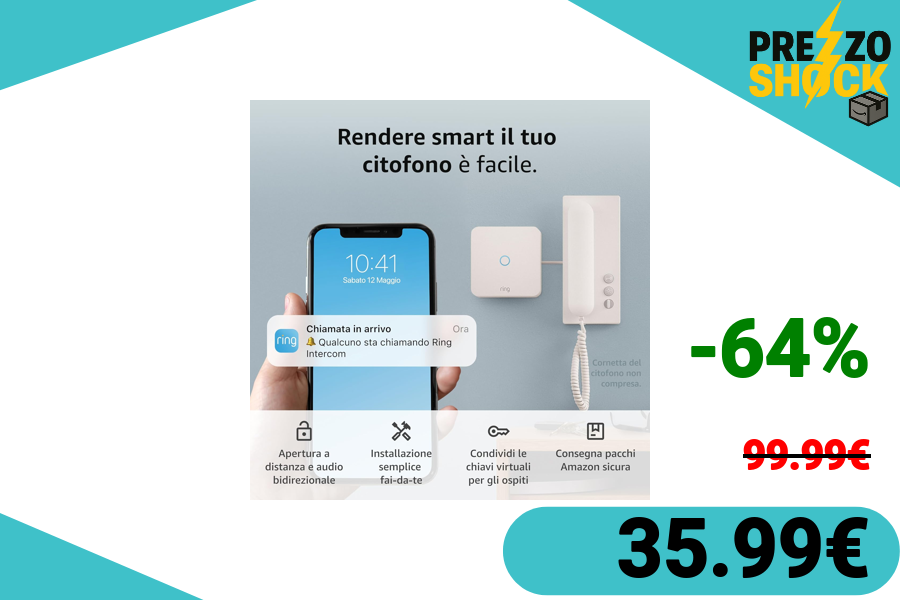 PREZZO
SHOCK
Rendere smart il tuo
citofono è facile.
10:41
Sabato 12 Maggio
ring
Chiamata in arrivo
Ora
🔔 Qualcuno sta chiamando Ring
Intercom
ring
Cornetta del
citofono non
compresa.
Apertura a
distanza e audio
bidirezionale
Installazione
semplice
fai-da-te
Condividi le
chiavi virtuali
per gli ospiti
Consegna pacchi
Amazon sicura
-64%
99.99€
35.99€